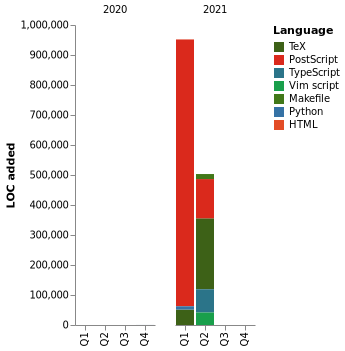 2020
2021
1,000,000
900,000
800,000
700,000
600,000
500,000
400,000
300,000
200,000
100,000
0
LOC added
Q1
Q2
Q3
Q4
Q1
Q2
Q3
Q4
Language
TeX
PostScript
TypeScript
Vim script
Makefile
Python
HTML